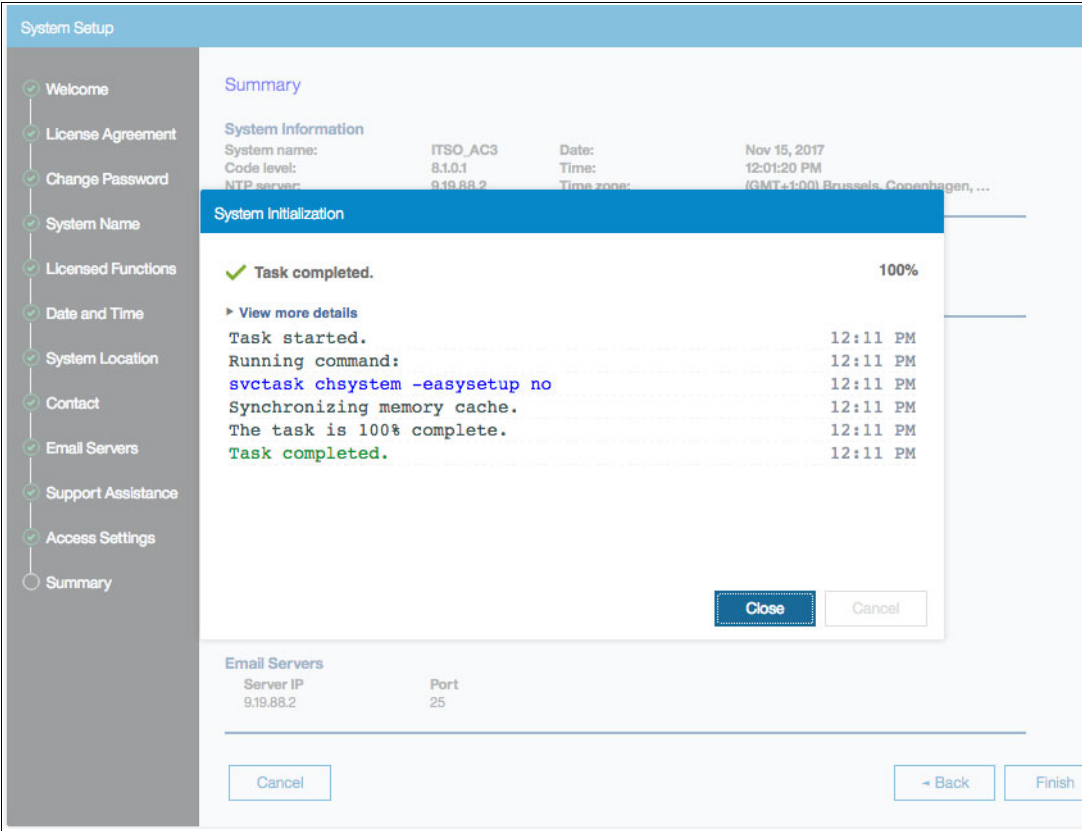 System Setup
Welcome
License Agreement
Change Password
System Name
Licensed Functions
Date and Time
System Location
Contact
Email Servers
Support Assistance
Access Settings
Summary
Summary
System Information
System name: ITSO_AC3 Date: Nov 15, 2017
Code level: 8.1.0.1 Time: 12:01:20 PM
NTP server: 9.19.88.2 Time zone: (GMT+1:00) Brussels, Copenhagen, ...
System Initialization
Task completed. 100%
View more details
Task started. 12:11 PM
Running command: 12:11 PM
svctask chsystem -easysetup no 12:11 PM
Synchronizing memory cache. 12:11 PM
The task is 100% complete. 12:11 PM
Task completed. 12:11 PM
Close Cancel
Email Servers
Server IP Port
9.19.88.2 25
Cancel Back Finish